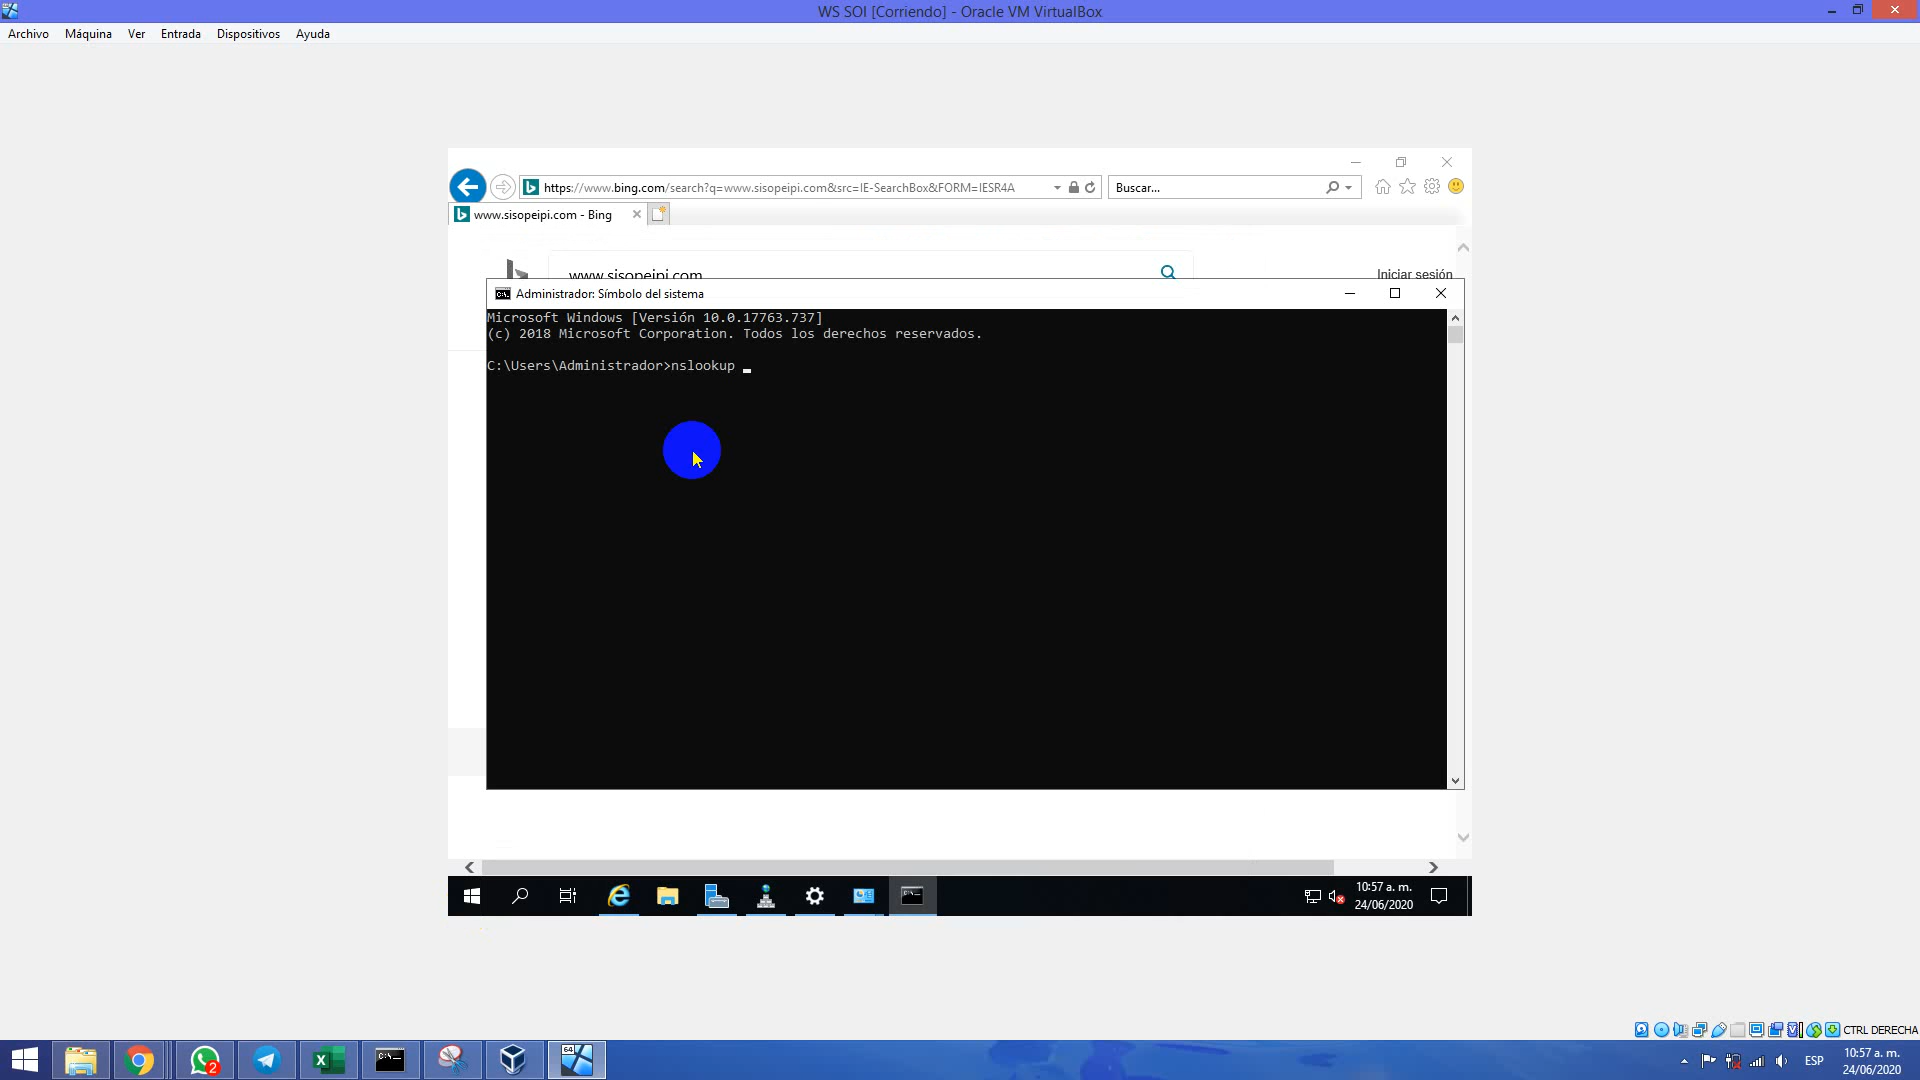 WS SOI [Corriendo] - Oracle VM VirtualBox
Archivo Máquina Ver Entrada Dispositivos Ayuda
https://www.bing.com/search?q=www.sisopeipi.com&src=IE-SearchBox&FORM=IESR4A
Buscar...
www.sisopeipi.com - Bing
www.sisopeipi.com
Iniciar sesión
Administrador: Símbolo del sistema
Microsoft Windows [Versión 10.0.17763.737]
(c) 2018 Microsoft Corporation. Todos los derechos reservados.
C:\Users\Administrador>nslookup
10:57 a. m.
24/06/2020
CTRL DERECHA
2
64
ESP
10:57 a. m.
24/06/2020